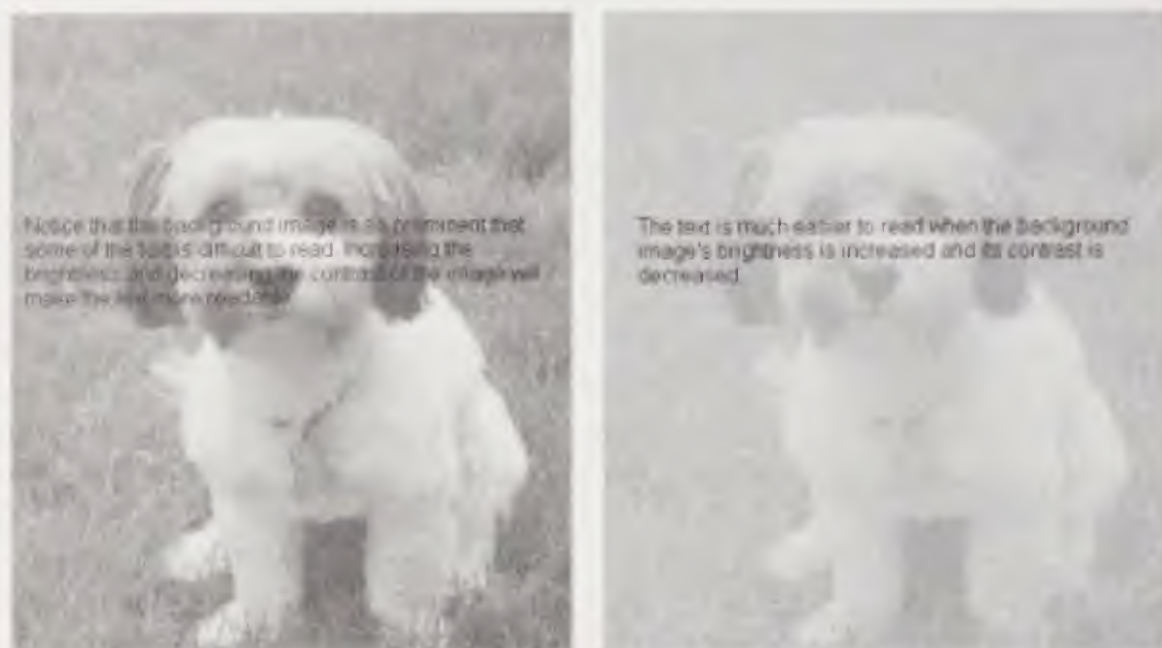 Notice that the background image is so prominent that
some of the text is difficult to read. Increasing the
brightness and decreasing the contrast of the image will
make the text more readable.
The text is much easier to read when the background
image's brightness is increased and its contrast is
decreased.